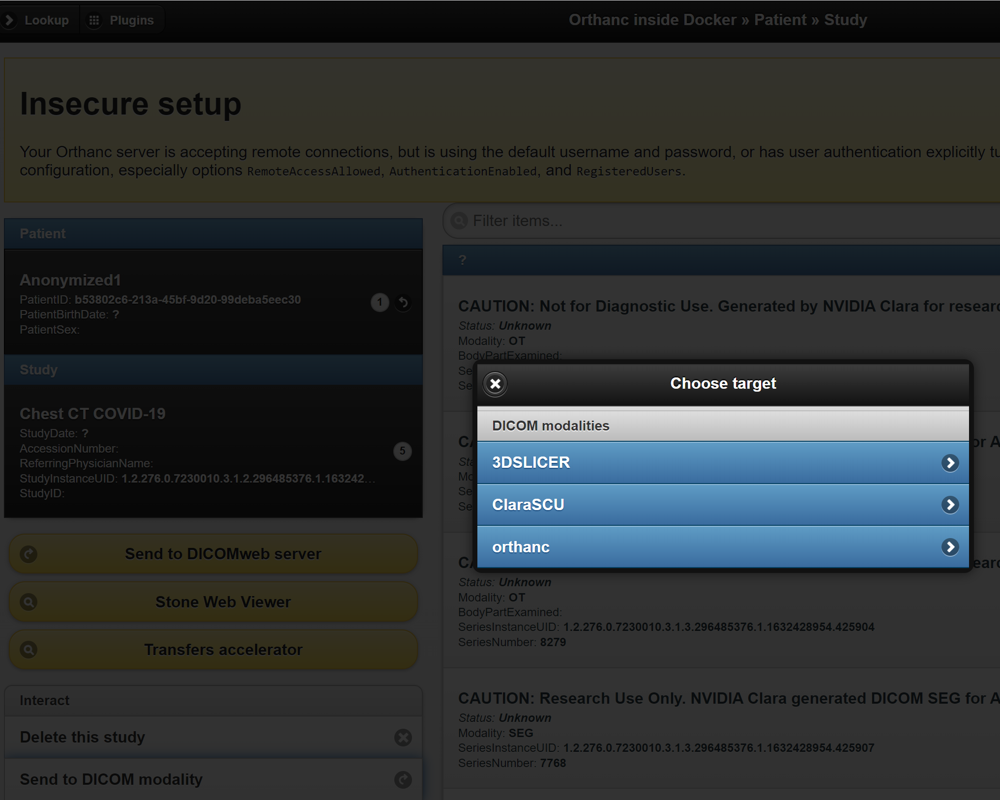 Lookup
Plugins
Orthanc inside Docker » Patient » Study
Insecure setup
Your Orthanc server is accepting remote connections, but is using the default username and password, or has user authentication explicitly tu
configuration, especially options RemoteAccessAllowed, AuthenticationEnabled, and RegisteredUsers.
Patient
Anonymized1
PatientID: b53802c6-213a-45bf-9d20-99deba5eec30
PatientBirthDate: ?
PatientSex:
1
Study
Chest CT COVID-19
StudyDate: ?
AccessionNumber:
ReferringPhysicianName:
StudyInstanceUID: 1.2.276.0.7230010.3.1.2.296485376.1.163242...
StudyID:
5
Send to DICOMweb server
Stone Web Viewer
Transfers accelerator
Interact
Delete this study
Send to DICOM modality
Filter items...
?
CAUTION: Not for Diagnostic Use. Generated by NVIDIA Clara for researc
Status: Unknown
Modality: OT
BodyPartExamined:
Se
Se
Choose target
DICOM modalities
3DSLICER
ClaraSCU
orthanc
CA or A
Sta
Mo
Se
Se
CA earc
Status: Unknown
Modality: OT
BodyPartExamined:
SeriesInstanceUID: 1.2.276.0.7230010.3.1.3.296485376.1.1632428954.425904
SeriesNumber: 8279
CAUTION: Research Use Only. NVIDIA Clara generated DICOM SEG for A
Status: Unknown
Modality: SEG
SeriesInstanceUID: 1.2.276.0.7230010.3.1.3.296485376.1.1632428954.425907
SeriesNumber: 7768